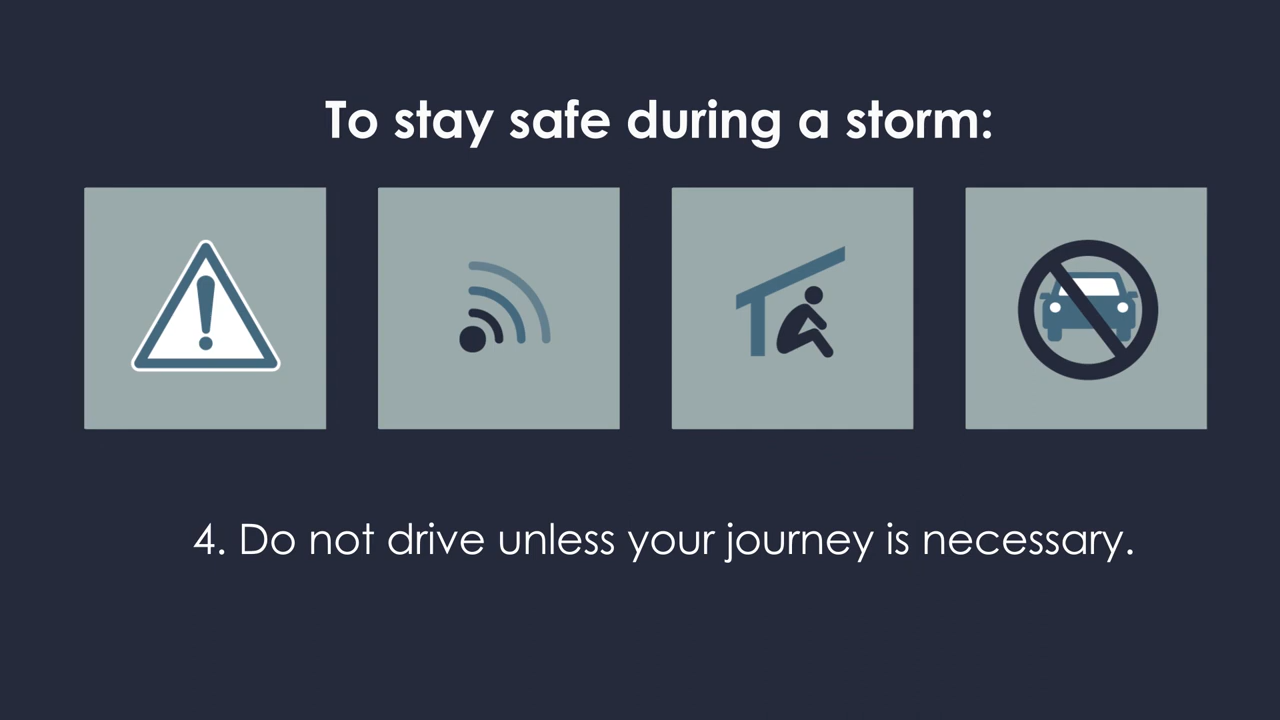 To stay safe during a storm:
4. Do not drive unless your journey is necessary.